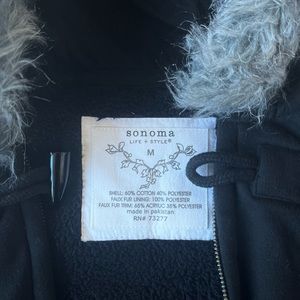 sonoma
LIFE + STYLE®
M
SHELL: 60% COTTON 40% POLYESTER
FAUX FUR LINING: 100% POLYESTER
FAUX FUR TRIM: 65% ACRYLIC 35% POLYESTER
made in pakistan
RN# 73277